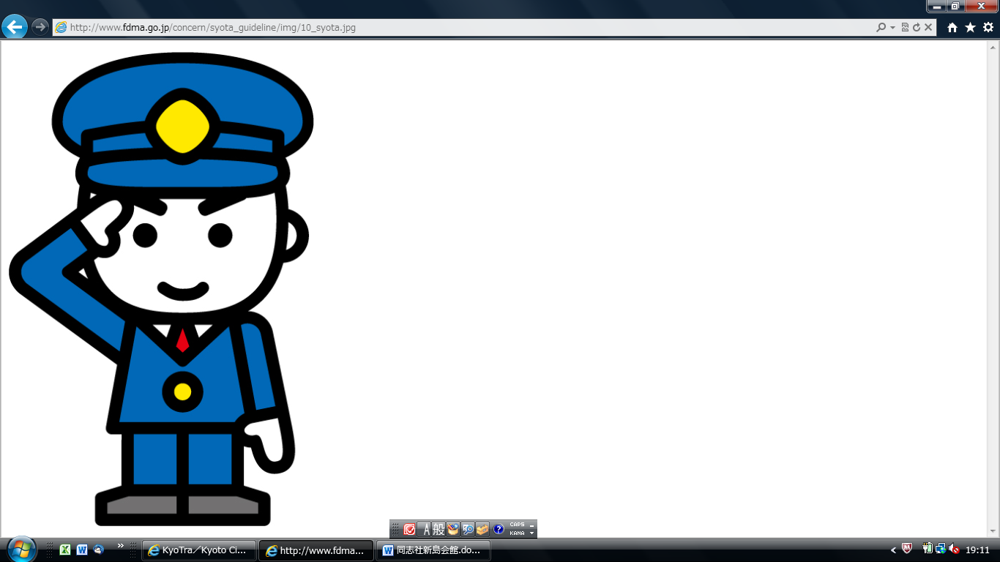 http://www.fdma.go.jp/concern/syota_guideline/img/10_syota.jpg
A 般
CAPS
KANA
KyoTra／Kyoto Ci...
http://www.fdma....
同志社新島会館.do...
19:11